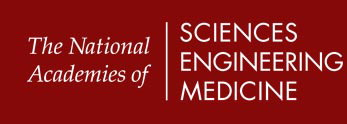 The National
Academies of
SCIENCES
ENGINEERING
MEDICINE